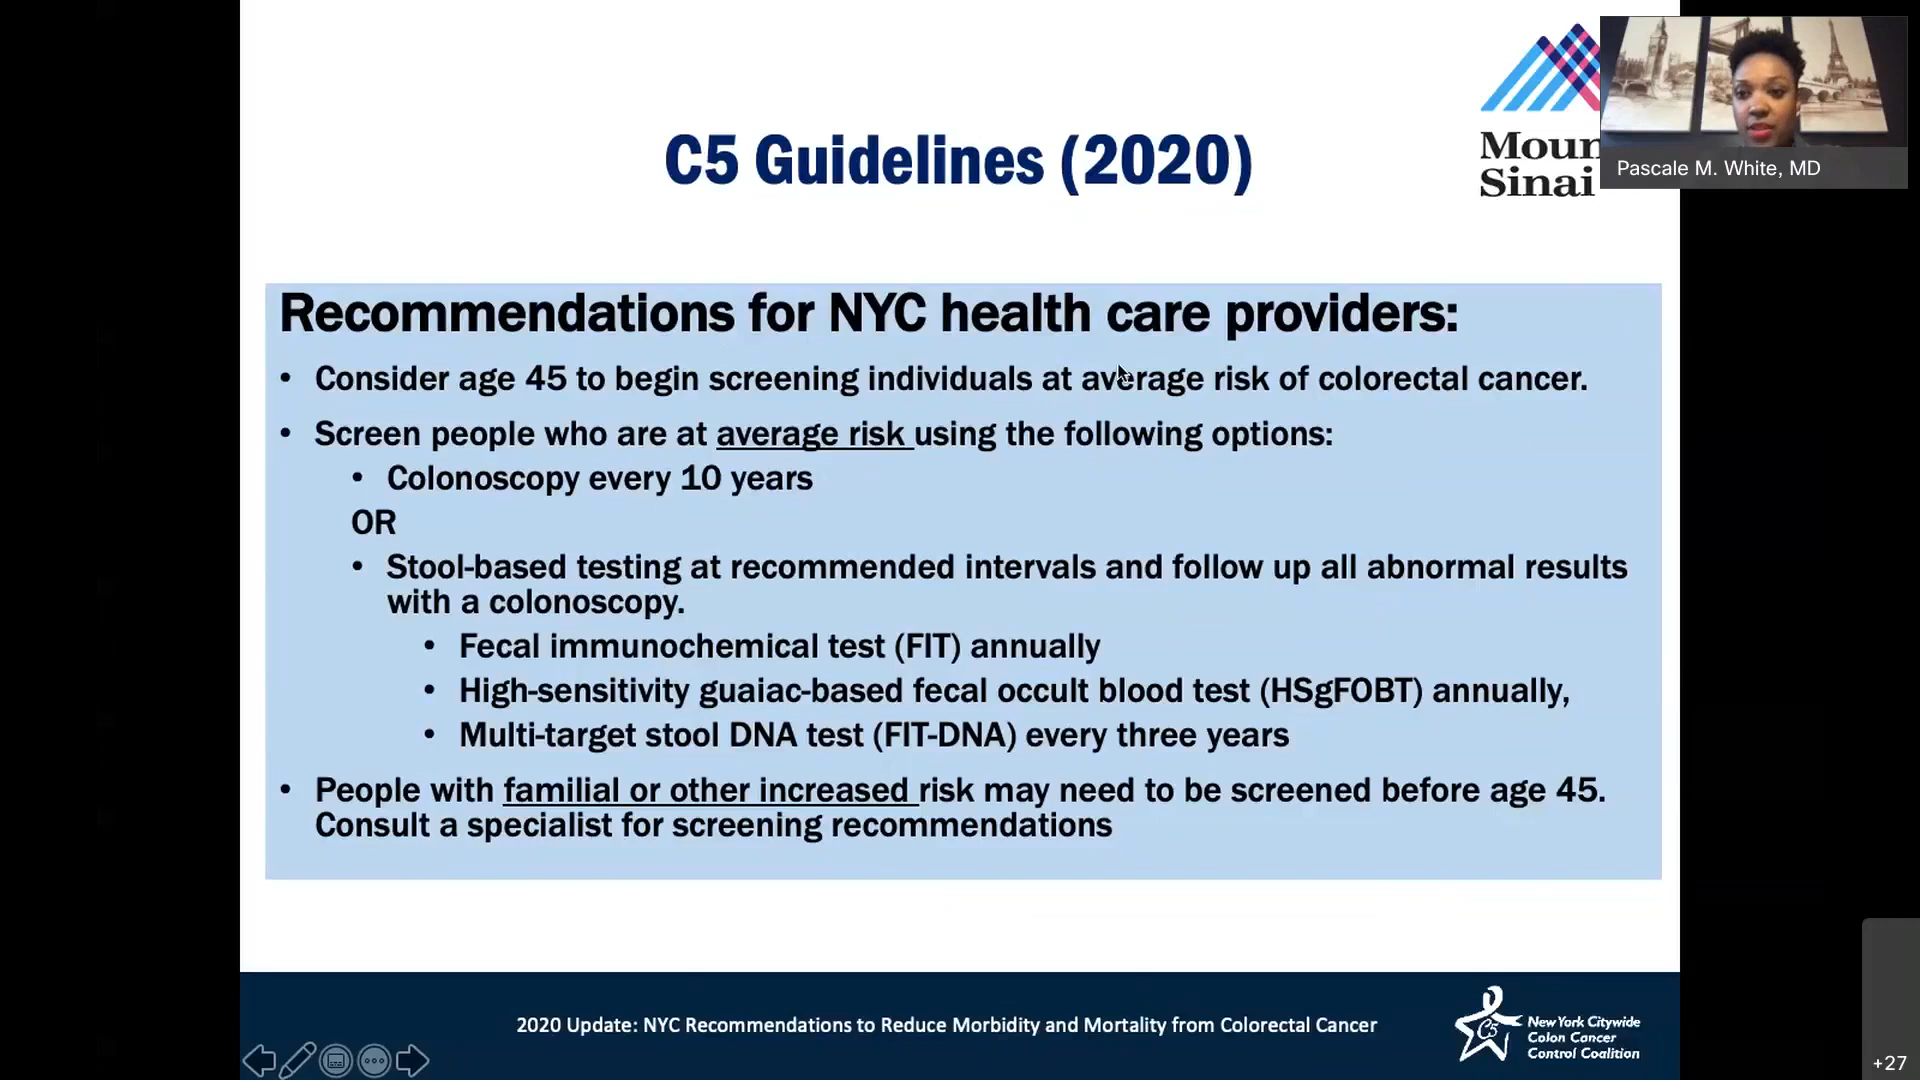 C5 Guidelines (2020)
Moun
Sinai
Pascale M. White, MD
Recommendations for NYC health care providers:
• Consider age 45 to begin screening individuals at average risk of colorectal cancer.
• Screen people who are at average risk using the following options:
• Colonoscopy every 10 years
OR
• Stool-based testing at recommended intervals and follow up all abnormal results
with a colonoscopy.
• Fecal immunochemical test (FIT) annually
• High-sensitivity guaiac-based fecal occult blood test (HSgFOBT) annually,
• Multi-target stool DNA test (FIT-DNA) every three years
• People with familial or other increased risk may need to be screened before age 45.
Consult a specialist for screening recommendations
2020 Update: NYC Recommendations to Reduce Morbidity and Mortality from Colorectal Cancer
C5
New York Citywide
Colon Cancer
Control Coalition
+27